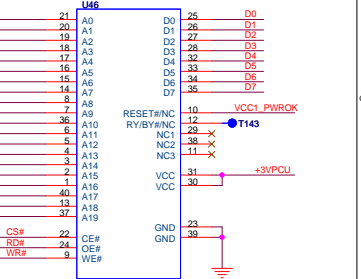 U46
21 A0 D0 25 D0
20 A1 D1 26 D1
19 A2 D2 27 D2
18 A3 D3 28 D3
17 A4 D4 32 D4
16 A5 D5 33 D5
15 A6 D6 34 D6
14 A7 D7 35 D7
8 A8
7 A9 RESET#/NC 10 VCC1_PWROK
36 A10 RY/BY#/NC 12 T143
6 A11 NC1 29
5 A12 NC2 38
4 A13 NC3 11
3 A14
2 A15 VCC 31 +3VPCU
1 A16 VCC 30
40 A17
13 A18
37 A19
GND 23
CS# 22 CE# GND 39
RD# 24 OE#
WR# 9 WE#